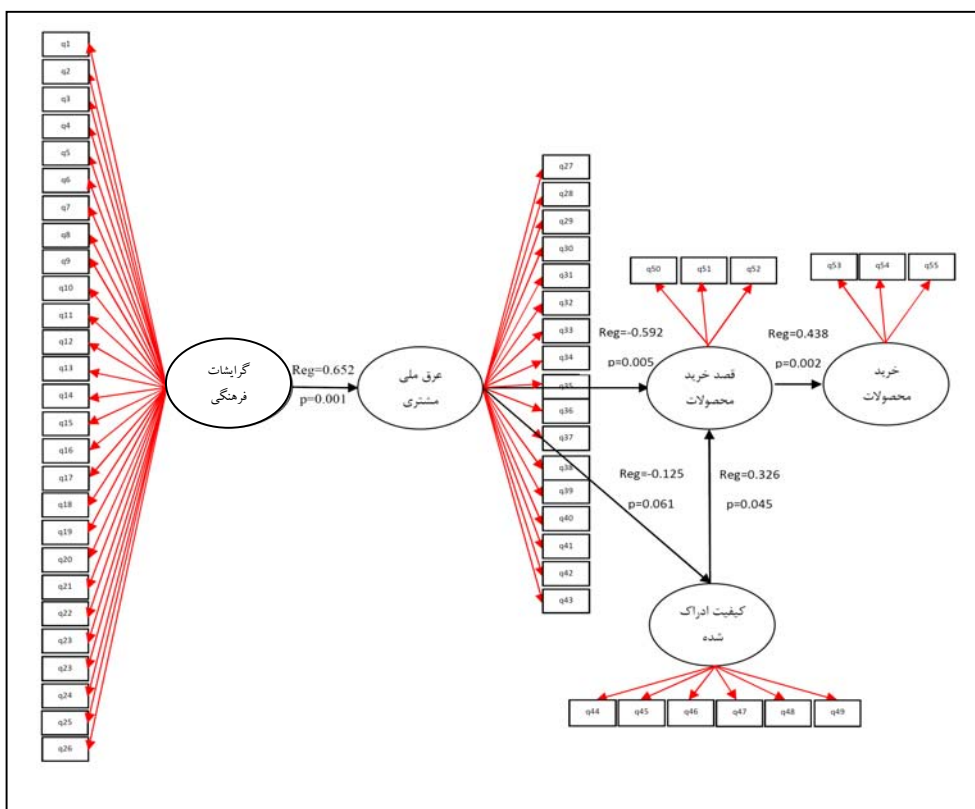 q1
q2
q3
q4
q5
q6
q7
q8
q9
q10
q11
q12
q13
q14
q15
q16
q17
q18
q19
q20
q21
q22
q23
q23
q24
q25
q26
گرایشات
فرهنگی
Reg=0.652
p=0.001
عرق ملی
مشتری
q27
q28
q29
q30
q31
q32
q33
q34
q35
q36
q37
q38
q39
q40
q41
q42
q43
q50 q51 q52
Reg=-0.592
p=0.005
قصد خرید
محصولات
Reg=0.438
p=0.002
q53 q54 q55
خرید
محصولات
Reg=-0.125
p=0.061
Reg=0.326
p=0.045
کیفیت ادراک
شده
q44 q45 q46 q47 q48 q49